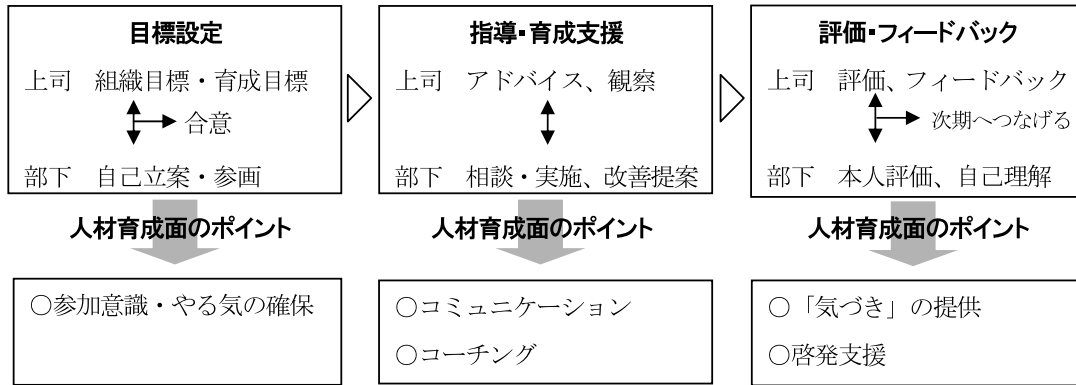 目標設定
上司 組織目標・育成目標
合意
部下 自己立案・参画
人材育成面のポイント
○参加意識・やる気の確保
指導・育成支援
上司 アドバイス、観察
部下 相談・実施、改善提案
人材育成面のポイント
○コミュニケーション
○コーチング
評価・フィードバック
上司 評価、フィードバック
次期へつなげる
部下 本人評価、自己理解
人材育成面のポイント
○「気づき」の提供
○啓発支援